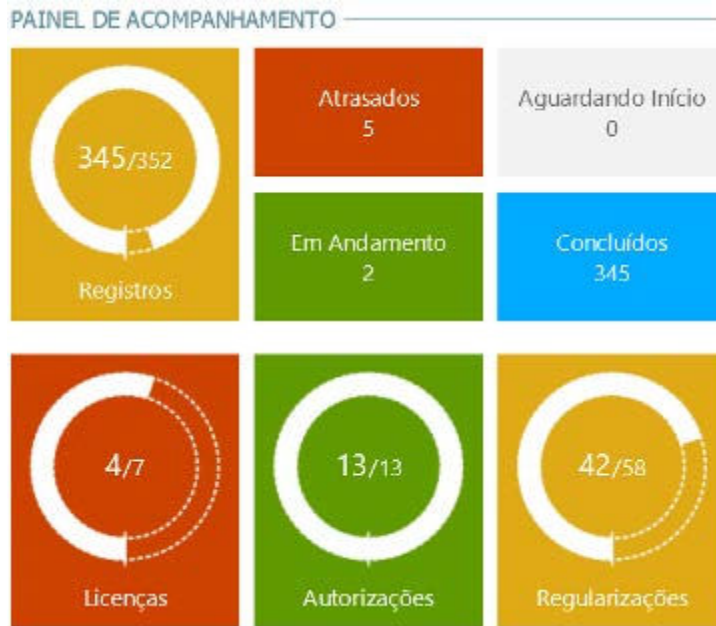 PAINEL DE ACOMPANHAMENTO
345/352
Registros
Atrasados
5
Aguardando Início
0
Em Andamento
2
Concluídos
345
4/7
Licenças
13/13
Autorizações
42/58
Regularizações